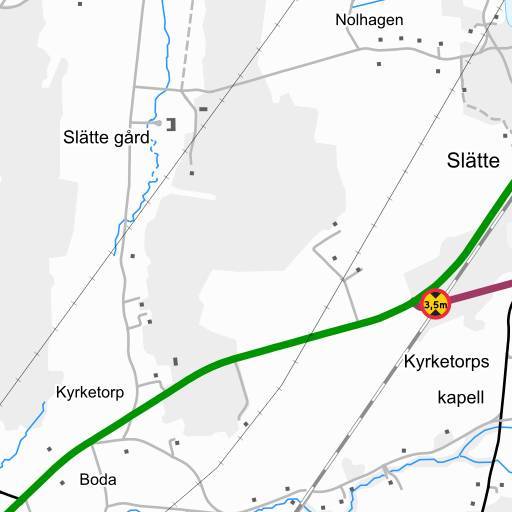 Nolhagen
Slätte gård
Slätte
3,5m
Kyrketorps
kapell
Kyrketorp
Boda